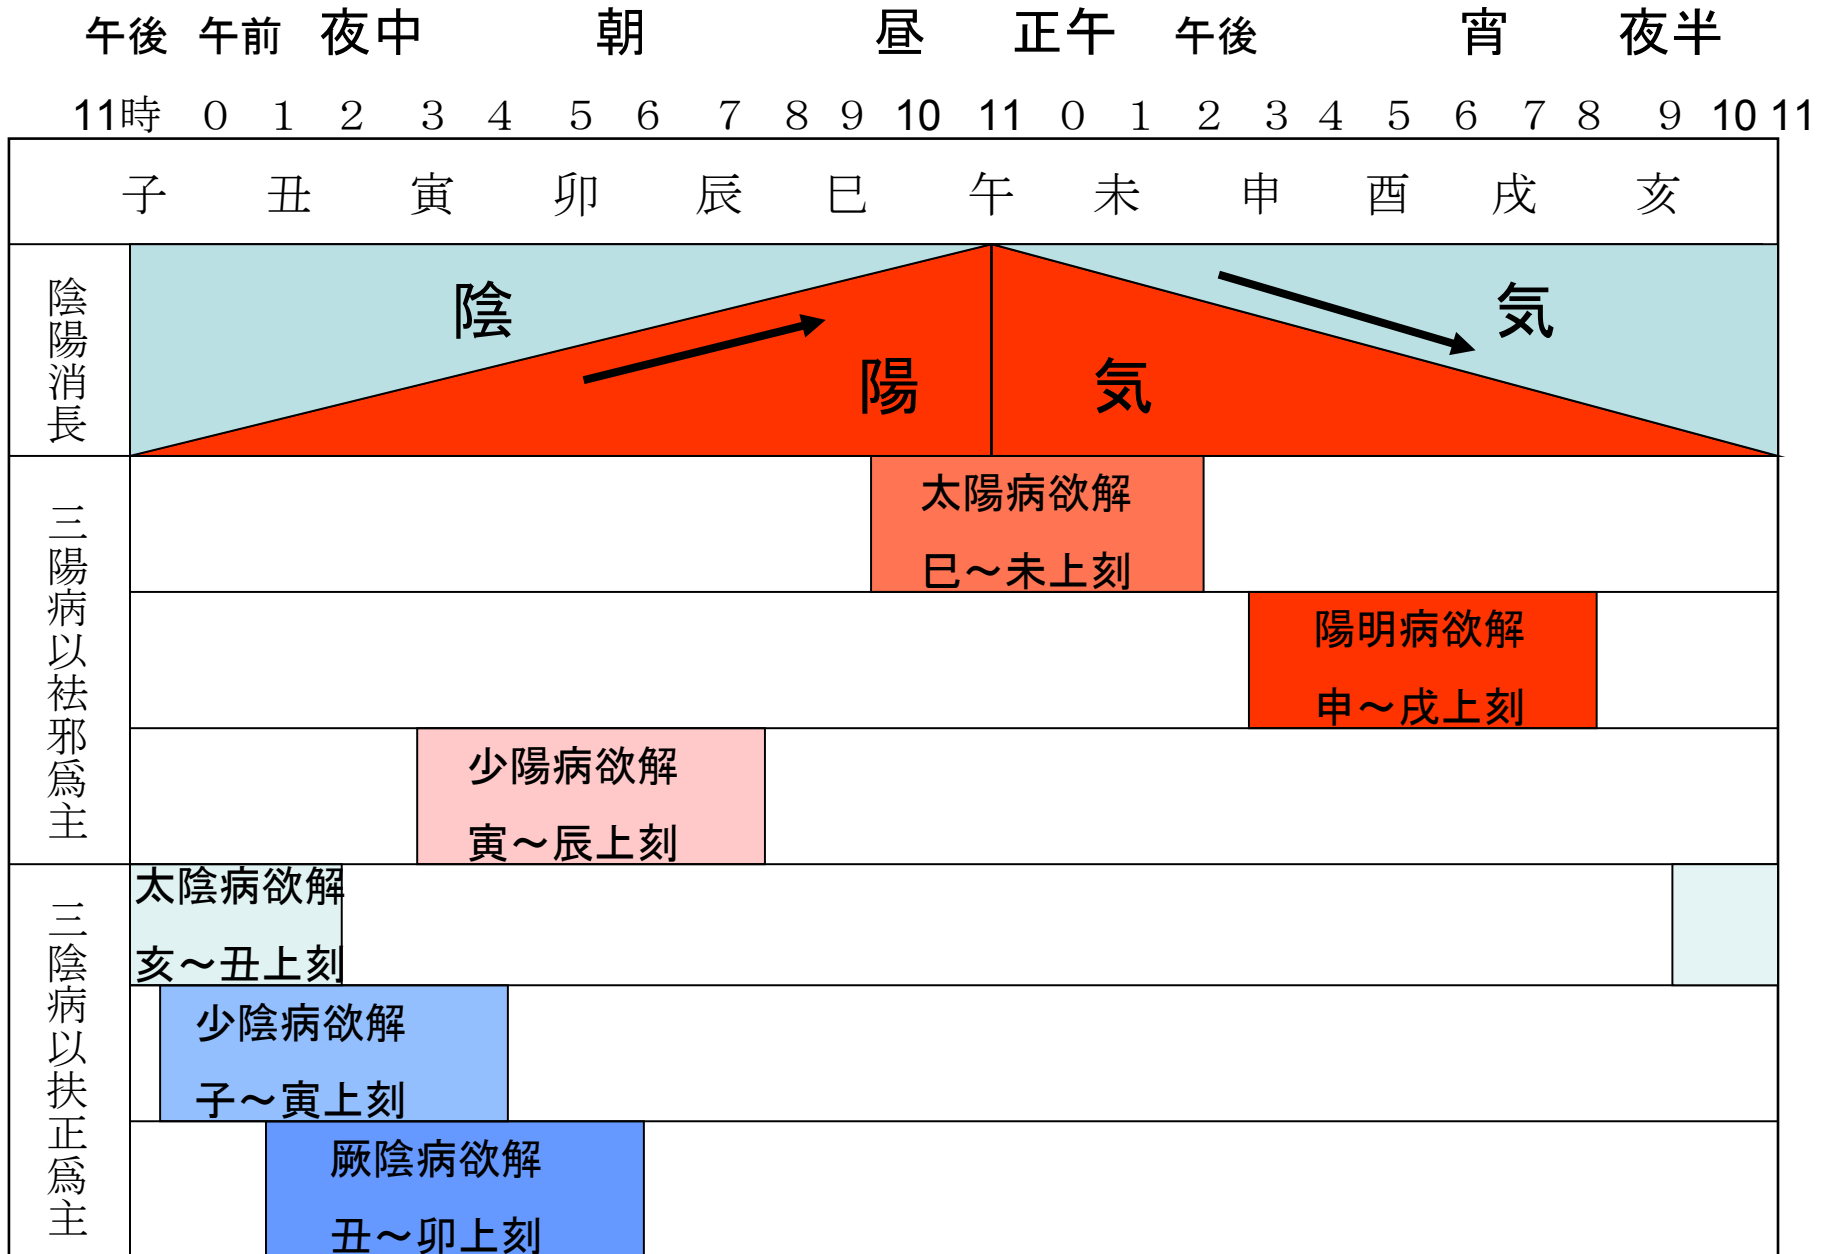 午後 午前 夜中 朝 昼 正午 午後 宵 夜半
11時 0 1 2 3 4 5 6 7 8 9 10 11 0 1 2 3 4 5 6 7 8 9 10 11
子 丑 寅 卯 辰 巳 午 未 申 酉 戌 亥
陰陽消長
陰 気
陽 気
三陽病以袪邪爲主
太陽病欲解
巳～未上刻
陽明病欲解
申～戌上刻
少陽病欲解
寅～辰上刻
三陰病以扶正爲主
太陰病欲解
亥～丑上刻
少陰病欲解
子～寅上刻
厥陰病欲解
丑～卯上刻